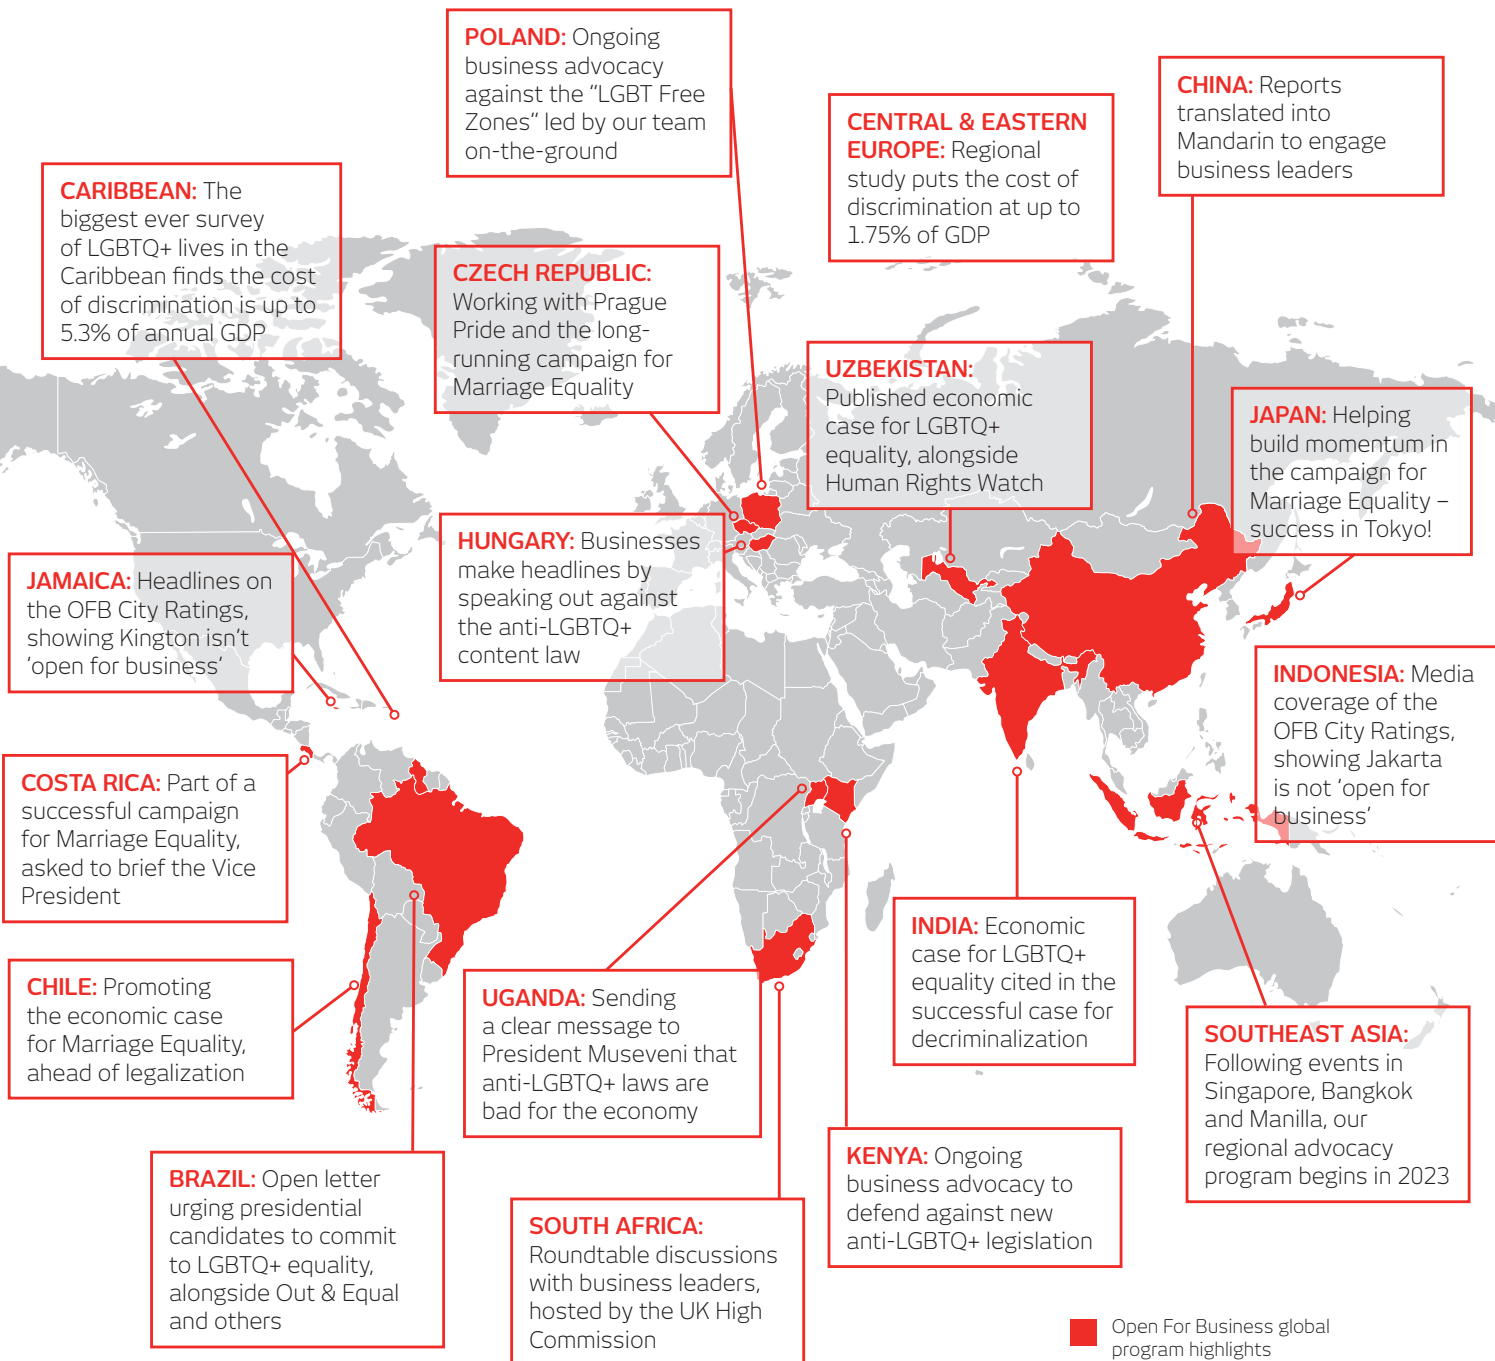 POLAND: Ongoing
business advocacy
against the “LGBT Free
Zones” led by our team
on-the-ground
CHINA: Reports
translated into
Mandarin to engage
business leaders
CENTRAL & EASTERN
EUROPE: Regional
study puts the cost of
discrimination at up to
1.75% of GDP
CARIBBEAN: The
biggest ever survey
of LGBTQ+ lives in the
Caribbean finds the cost
of discrimination is up to
5.3% of annual GDP
CZECH REPUBLIC:
Working with Prague
Pride and the long-
running campaign for
Marriage Equality
UZBEKISTAN:
Published economic
case for LGBTQ+
equality, alongside
Human Rights Watch
JAPAN: Helping
build momentum in
the campaign for
Marriage Equality –
success in Tokyo!
HUNGARY: Businesses
make headlines by
speaking out against
the anti-LGBTQ+
content law
JAMAICA: Headlines on
the OFB City Ratings,
showing Kington isn’t
‘open for business’
INDONESIA: Media
coverage of the
OFB City Ratings,
showing Jakarta
is not ‘open for
business’
COSTA RICA: Part of a
successful campaign
for Marriage Equality,
asked to brief the Vice
President
INDIA: Economic
case for LGBTQ+
equality cited in the
successful case for
decriminalization
CHILE: Promoting
the economic case
for Marriage Equality,
ahead of legalization
UGANDA: Sending
a clear message to
President Museveni that
anti-LGBTQ+ laws are
bad for the economy
SOUTHEAST ASIA:
Following events in
Singapore, Bangkok
and Manilla, our
regional advocacy
program begins in 2023
KENYA: Ongoing
business advocacy to
defend against new
anti-LGBTQ+ legislation
BRAZIL: Open letter
urging presidential
candidates to commit
to LGBTQ+ equality,
alongside Out & Equal
and others
SOUTH AFRICA:
Roundtable discussions
with business leaders,
hosted by the UK High
Commission
Open For Business global
program highlights